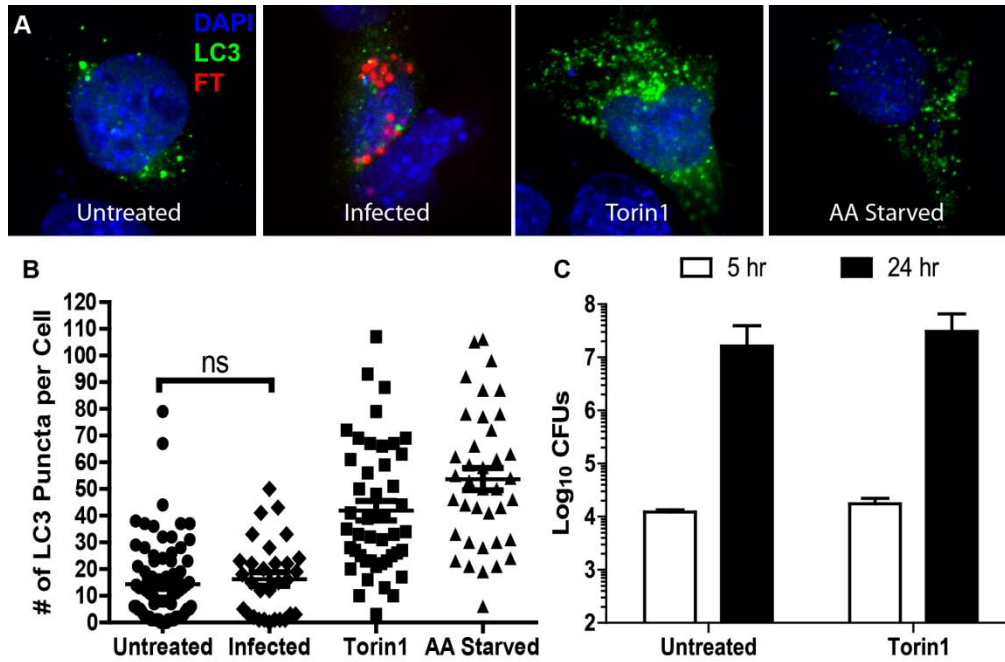 A
DAPI
LC3
FT
Untreated
Infected
Torin1
AA Starved
B
# of LC3 Puncta per Cell
120
110
100
90
80
70
60
50
40
30
20
10
0
ns
Untreated
Infected
Torin1
AA Starved
C
5 hr
24 hr
Log10 CFUs
8
7
6
5
4
3
2
Untreated
Torin1